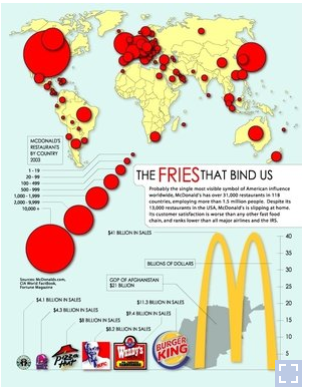 MCDONALD'S
RESTAURANTS
BY COUNTRY
2003
1 - 19
20 - 99
100 - 499
500 - 999
1,000 - 1,999
2,000 - 9,999
10,000 +
THE FRIES THAT BIND US
Probably the single most visible symbol of American influence
worldwide, McDonald's has over 31,000 restaurants in 118
countries, employing more than 1.5 million people. Despite its
13,000 restaurants in the USA, McDonald's is slipping at home.
Its customer satisfaction is worse than any other fast food
chain, and ranks lower than all major airlines and the IRS.
$41 BILLION IN SALES
BILLIONS OF DOLLARS
GDP OF AFGHANISTAN
$21 BILLION
Sources: McDonalds.com,
CIA World Factbook,
Fortune Magazine
$11.3 BILLION IN SALES
$9.4 BILLION IN SALES
$8 BILLION IN SALES
$8.2 BILLION IN SALES
$4.1 BILLION IN SALES
$4.3 BILLION IN SALES
40
35
30
25
20
15
10
5
Pizza
Hut
KFC
Wendy's
BURGER
KING